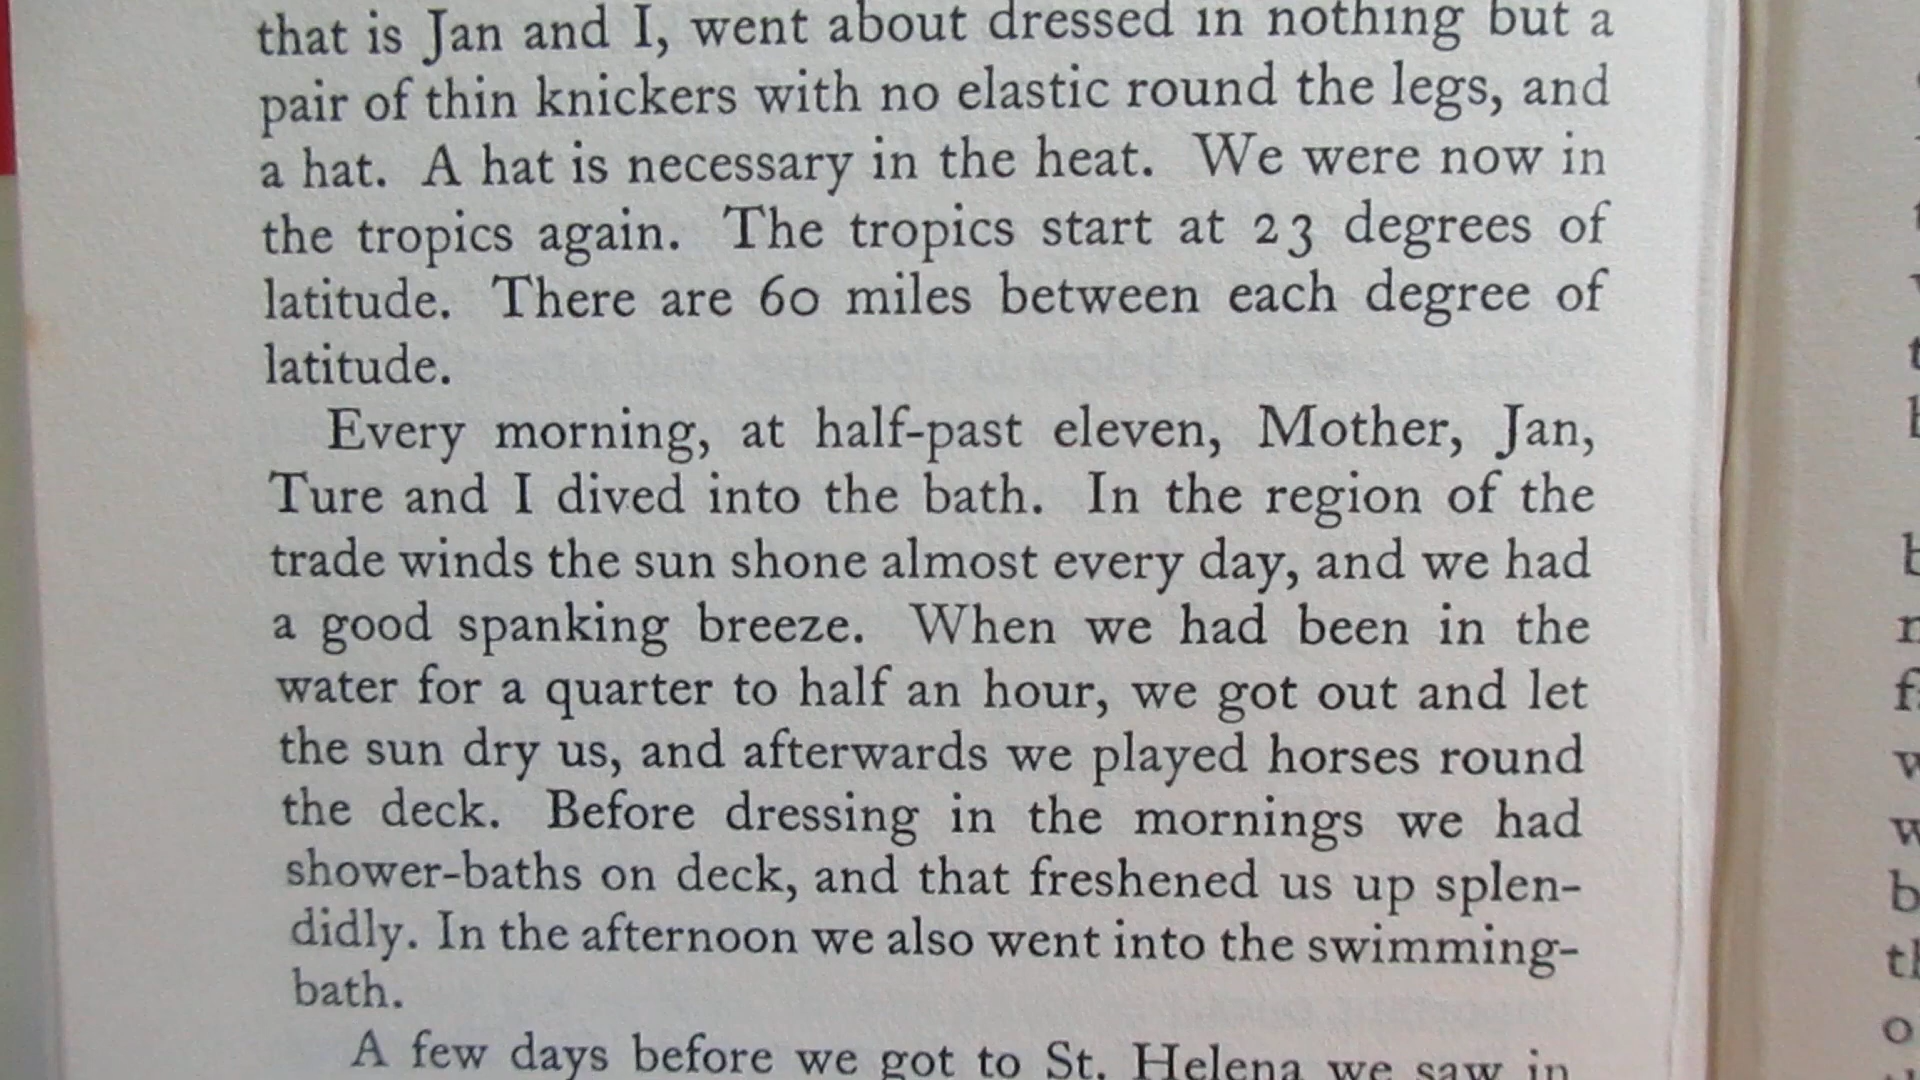 that is Jan and I, went about dressed in nothing but a
pair of thin knickers with no elastic round the legs, and
a hat. A hat is necessary in the heat. We were now in
the tropics again. The tropics start at 23 degrees of
latitude. There are 60 miles between each degree of
latitude.
Every morning, at half-past eleven, Mother, Jan,
Ture and I dived into the bath. In the region of the
trade winds the sun shone almost every day, and we had
a good spanking breeze. When we had been in the
water for a quarter to half an hour, we got out and let
the sun dry us, and afterwards we played horses round
the deck. Before dressing in the mornings we had
shower-baths on deck, and that freshened us up splen-
didly. In the afternoon we also went into the swimming-
bath.
A few days before we got to St. Helena we saw in